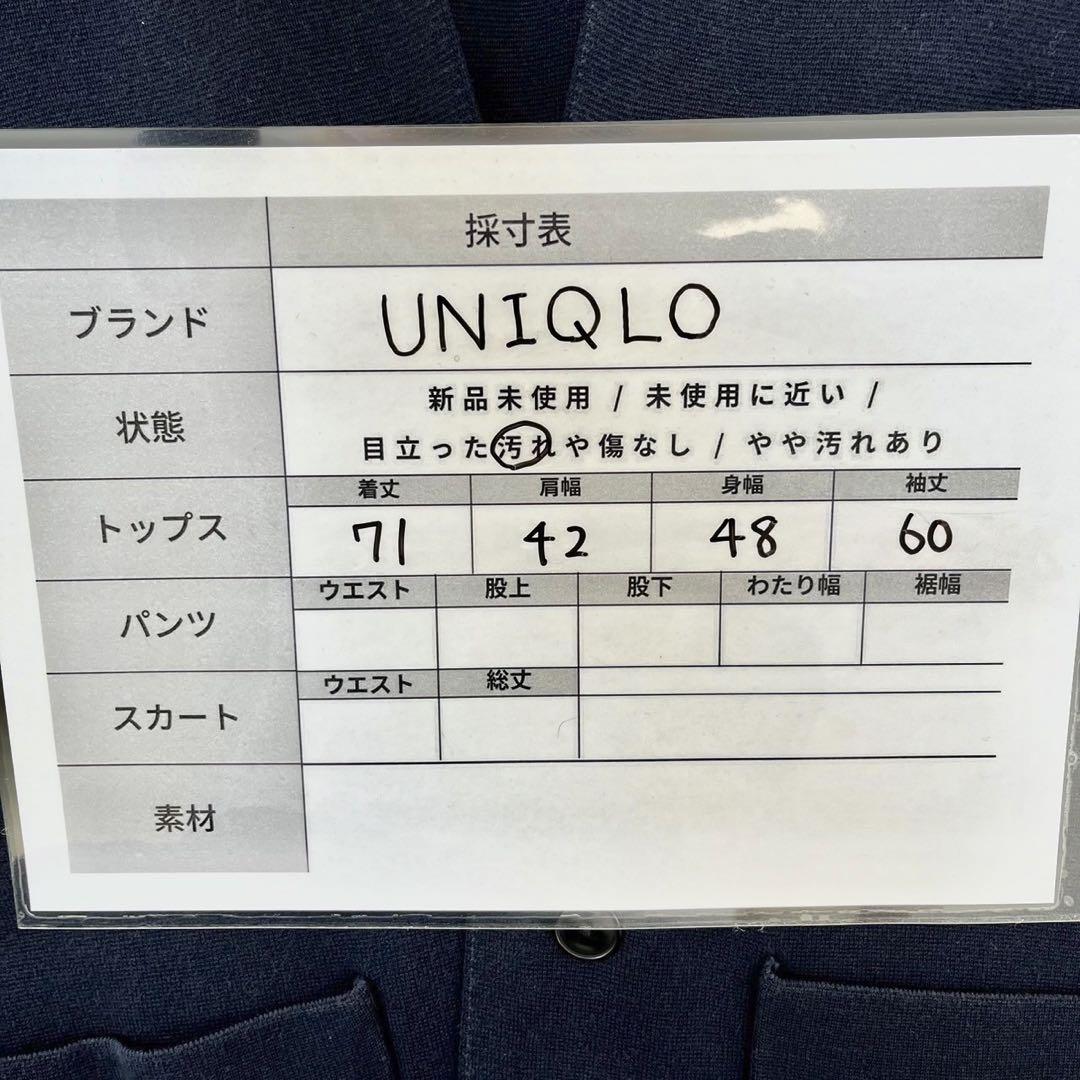 採寸表
ブランド UNIQLO
状態 新品未使用 / 未使用に近い /
目立った汚れや傷なし / やや汚れあり
トップス 着丈 肩幅 身幅 袖丈
71 42 48 60
パンツ ウエスト 股上 股下 わたり幅 裾幅
スカート ウエスト 総丈
素材